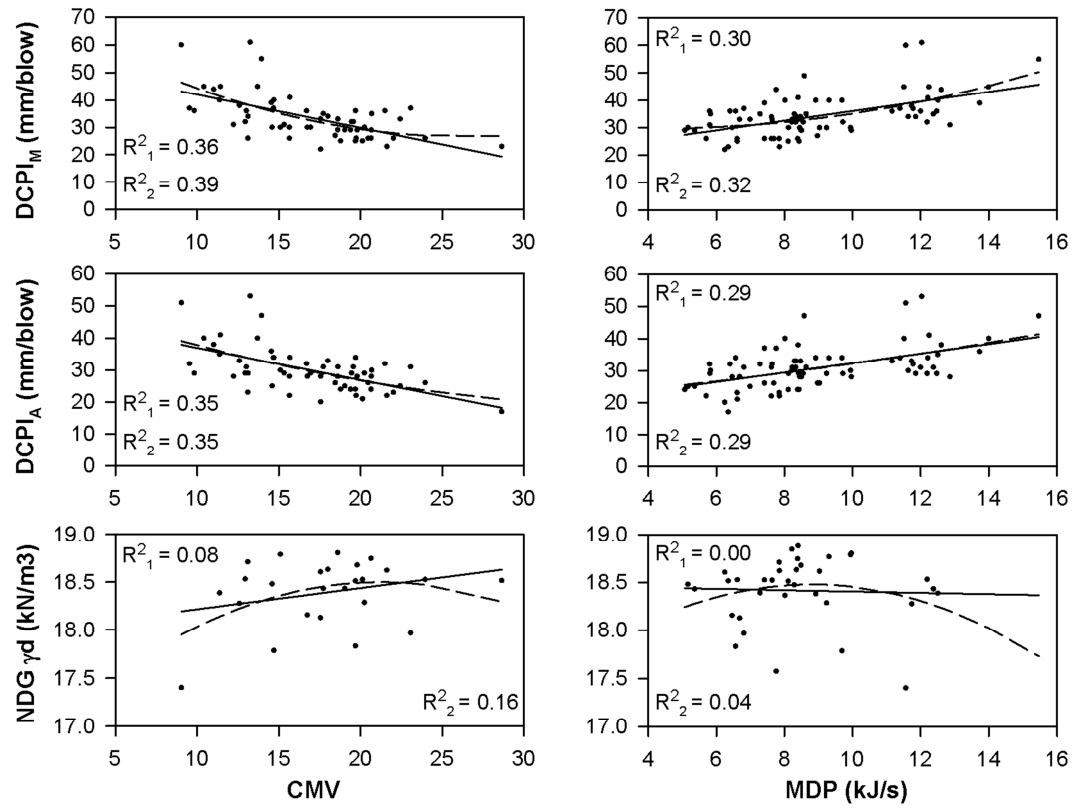 70
60
50
40
30
20
10
0
DCPI_M (mm/blow)
R²₁ = 0.36
R²₂ = 0.39
5 10 15 20 25 30
70
60
50
40
30
20
10
0
R²₁ = 0.30
R²₂ = 0.32
4 6 8 10 12 14 16
60
50
40
30
20
10
0
DCPI_A (mm/blow)
R²₁ = 0.35
R²₂ = 0.35
5 10 15 20 25 30
60
50
40
30
20
10
0
R²₁ = 0.29
R²₂ = 0.29
4 6 8 10 12 14 16
19.0
18.5
18.0
17.5
17.0
NDG γd (kN/m3)
R²₁ = 0.08
R²₂ = 0.16
5 10 15 20 25 30
CMV
19.0
18.5
18.0
17.5
17.0
R²₁ = 0.00
R²₂ = 0.04
4 6 8 10 12 14 16
MDP (kJ/s)